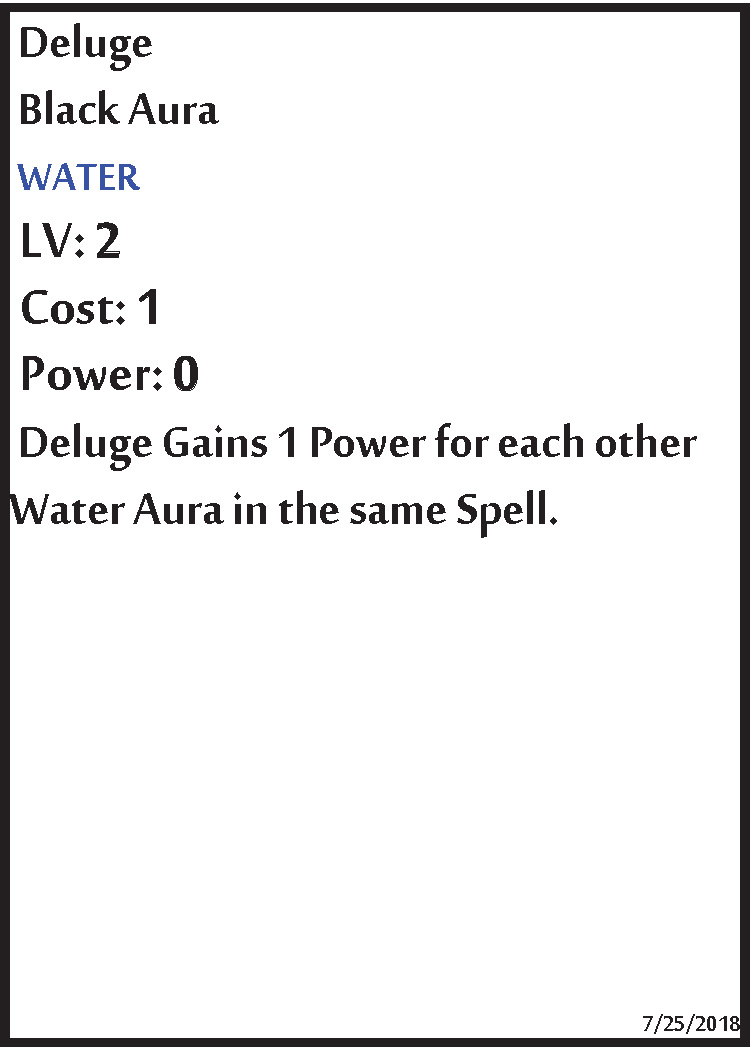 Deluge
Black Aura
WATER
LV: 2
Cost: 1
Power: 0
Deluge Gains 1 Power for each other
Water Aura in the same Spell.
7/25/2018